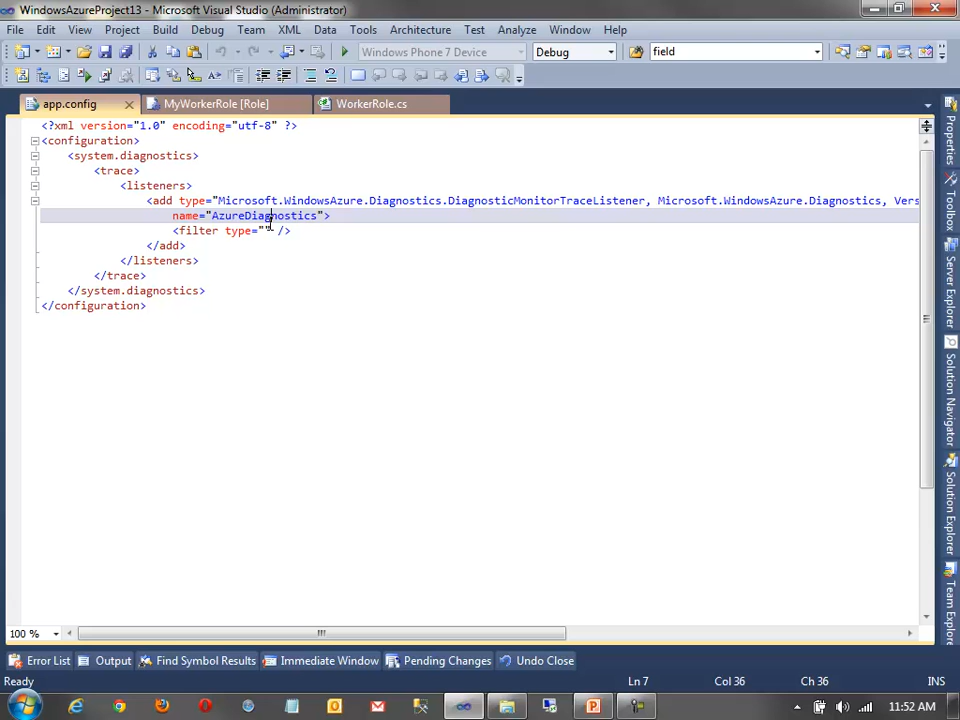 WindowsAzureProject13 - Microsoft Visual Studio (Administrator)
File Edit View Project Build Debug Team XML Data Tools Architecture Test Analyze Window Help
Windows Phone 7 Device Debug field
app.config MyWorkerRole [Role] WorkerRole.cs
<?xml version="1.0" encoding="utf-8" ?>
<configuration>
<system.diagnostics>
<trace>
<listeners>
<add type="Microsoft.WindowsAzure.Diagnostics.DiagnosticMonitorTraceListener, Microsoft.WindowsAzure.Diagnostics, Vers
name="AzureDiagnostics">
<filter type="" />
</add>
</listeners>
</trace>
</system.diagnostics>
</configuration>
Properties
Toolbox
Server Explorer
Solution Navigator
Solution Explorer
Team Explorer
100 %
Error List Output Find Symbol Results Immediate Window Pending Changes Undo Close
Ready Ln 7 Col 36 Ch 36 INS
11:52 AM